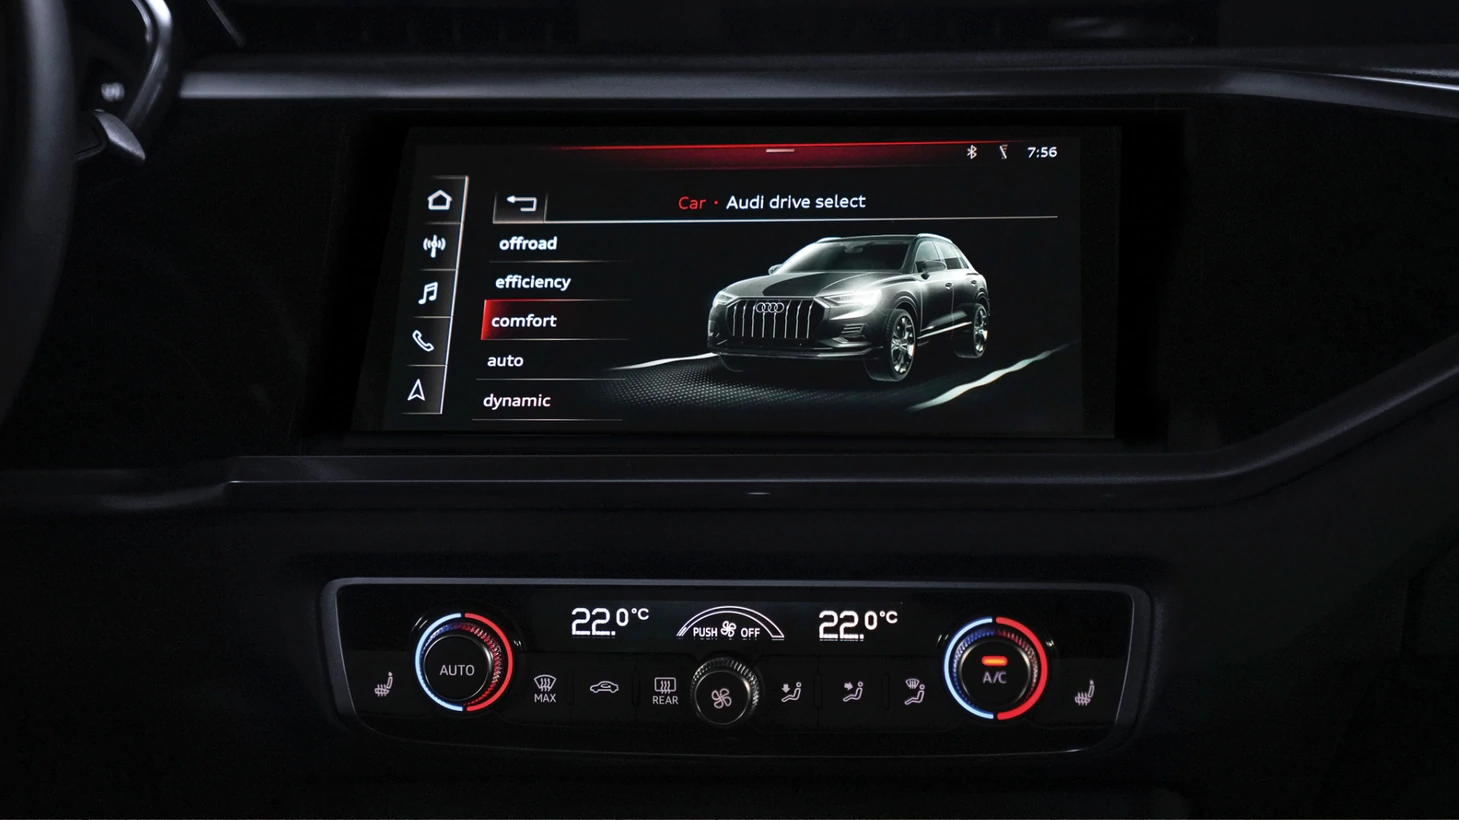 7:56
Car • Audi drive select
offroad
efficiency
comfort
auto
dynamic
22.0°C
PUSH OFF
22.0°C
AUTO
MAX
REAR
A/C